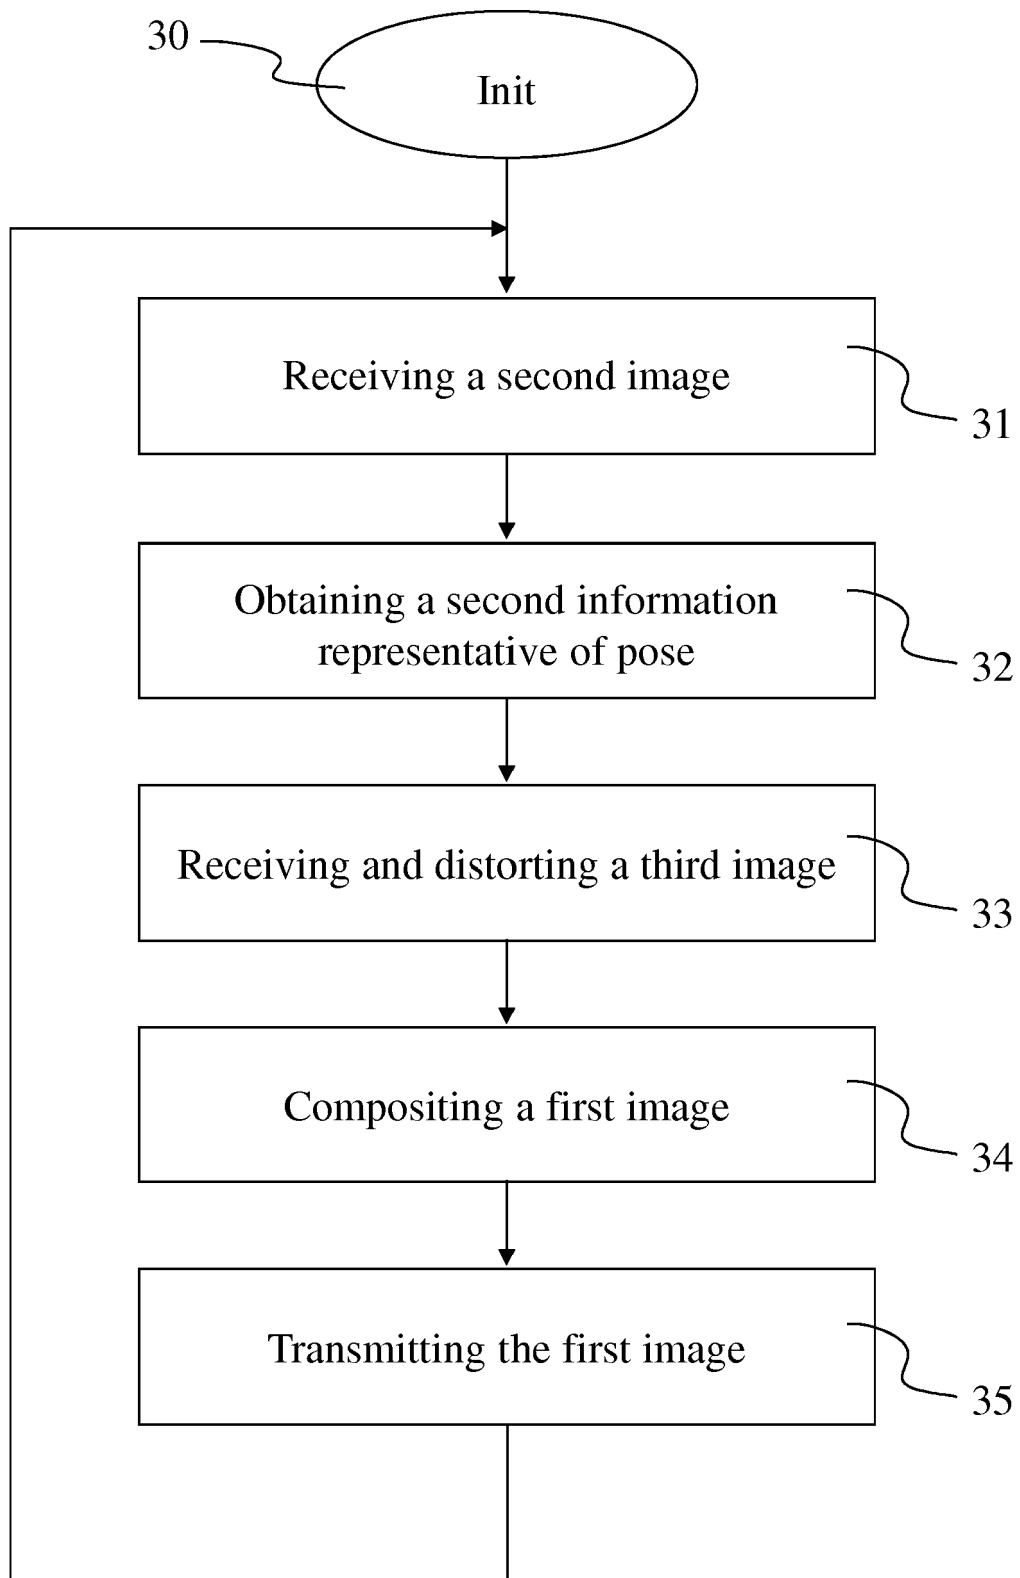 30
Init
Receiving a second image
31
Obtaining a second information
representative of pose
32
Receiving and distorting a third image
33
Compositing a first image
34
Transmitting the first image
35